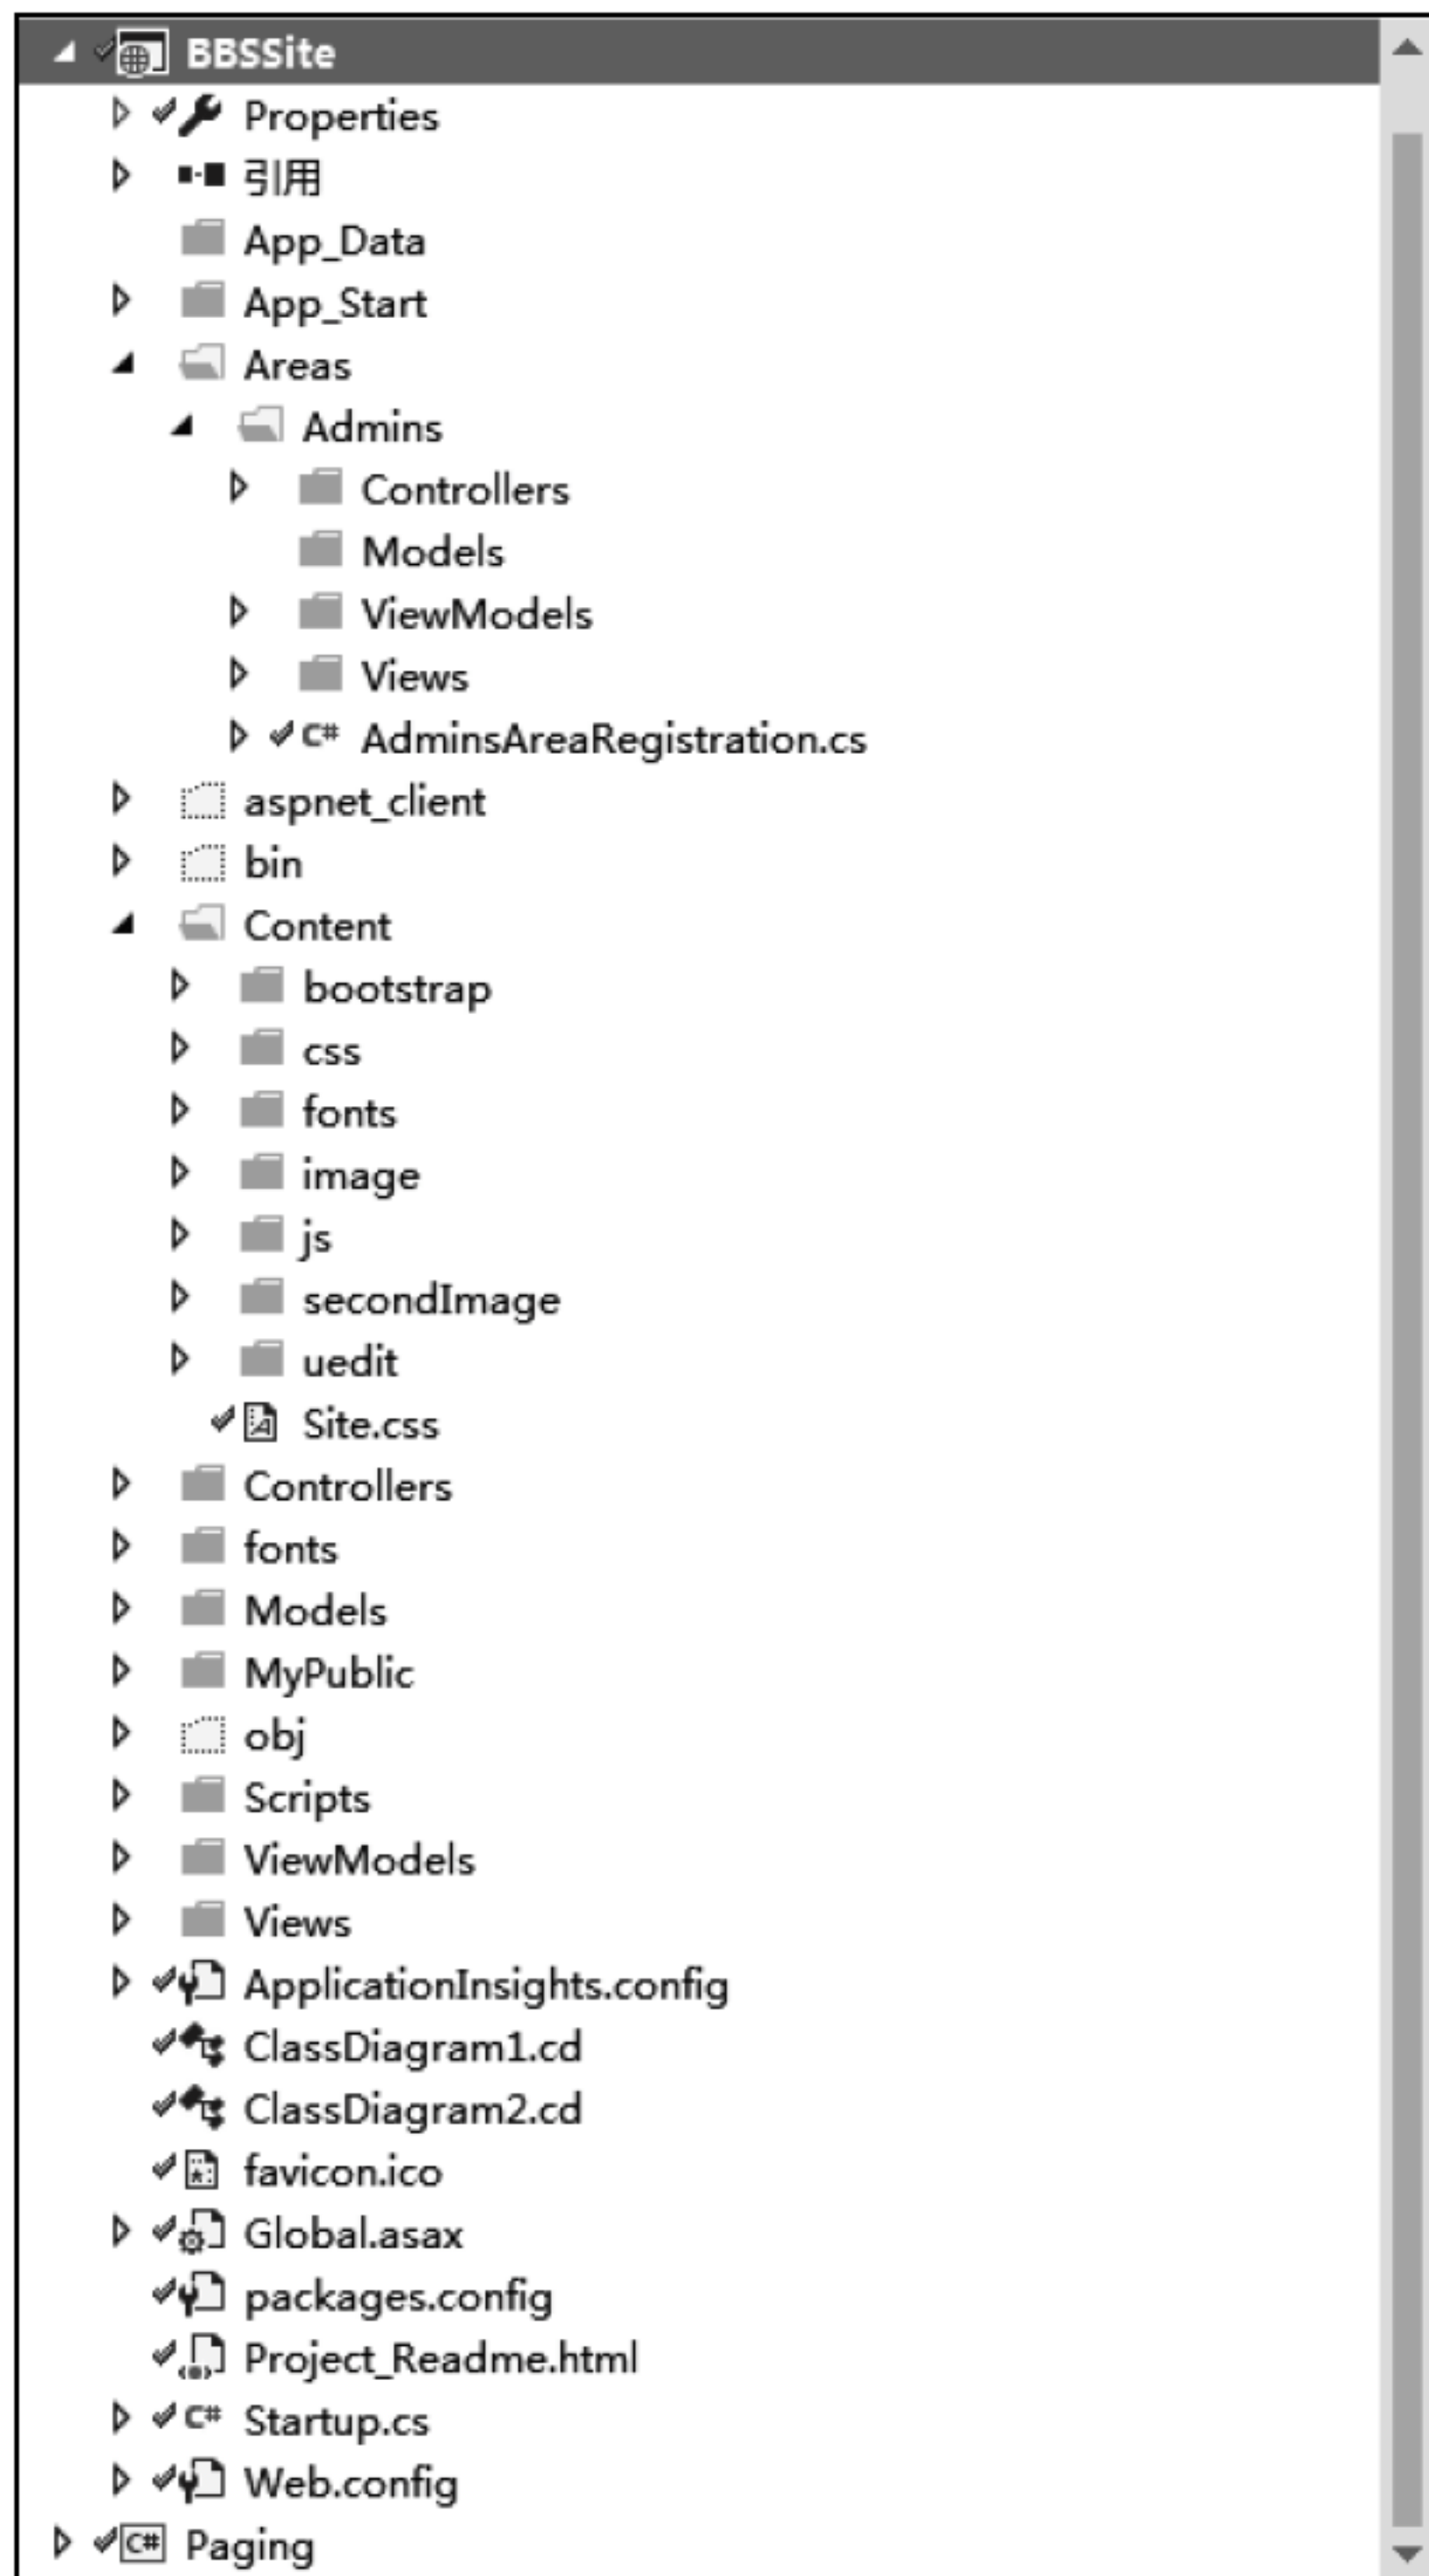 BBSSite
Properties
引用
App_Data
App_Start
Areas
Admins
Controllers
Models
ViewModels
Views
C# AdminsAreaRegistration.cs
aspnet_client
bin
Content
bootstrap
css
fonts
image
js
secondImage
uedit
Site.css
Controllers
fonts
Models
MyPublic
obj
Scripts
ViewModels
Views
ApplicationInsights.config
ClassDiagram1.cd
ClassDiagram2.cd
favicon.ico
Global.asax
packages.config
Project_Readme.html
C# Startup.cs
Web.config
C# Paging